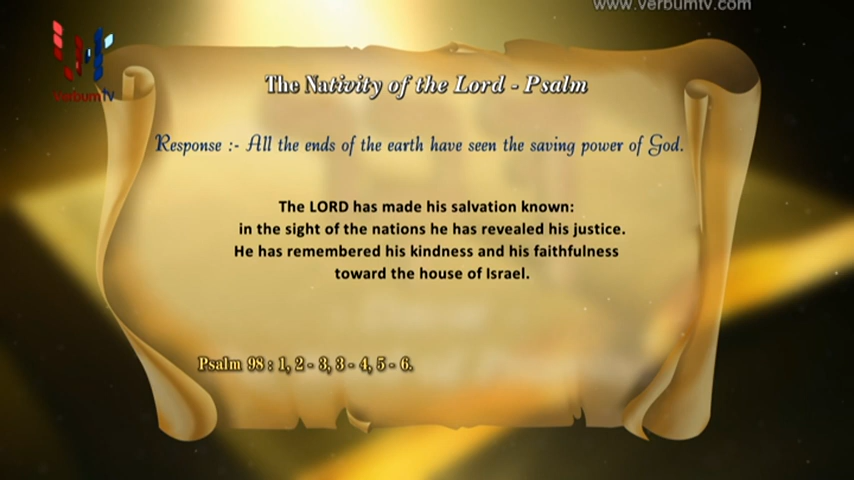 www.verbumtv.com
VerbumTV
The Nativity of the Lord - Psalm
Response :- All the ends of the earth have seen the saving power of God.
The LORD has made his salvation known:
in the sight of the nations he has revealed his justice.
He has remembered his kindness and his faithfulness
toward the house of Israel.
Psalm 98 : 1, 2 - 3, 3 - 4, 5 - 6.